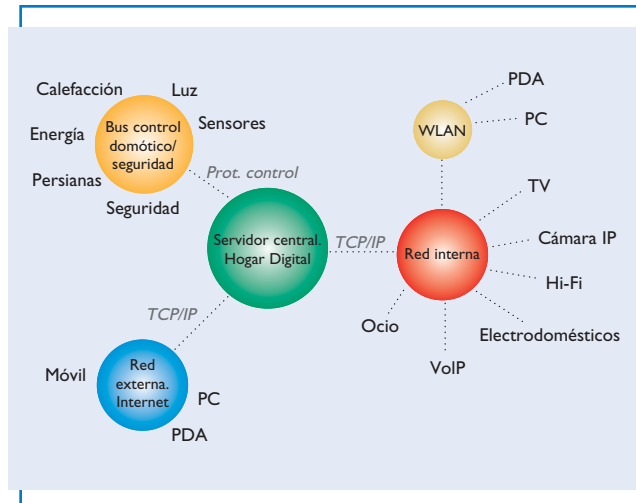 Calefacción
Luz
Energía
Bus control
domótico/
seguridad
Sensores
Persianas
Seguridad
Prot. control
Servidor central.
Hogar Digital
TCP/IP
TCP/IP
Móvil
Red
externa.
Internet
PC
PDA
WLAN
PDA
PC
Red interna
TV
Cámara IP
Hi-Fi
Electrodomésticos
VoIP
Ocio